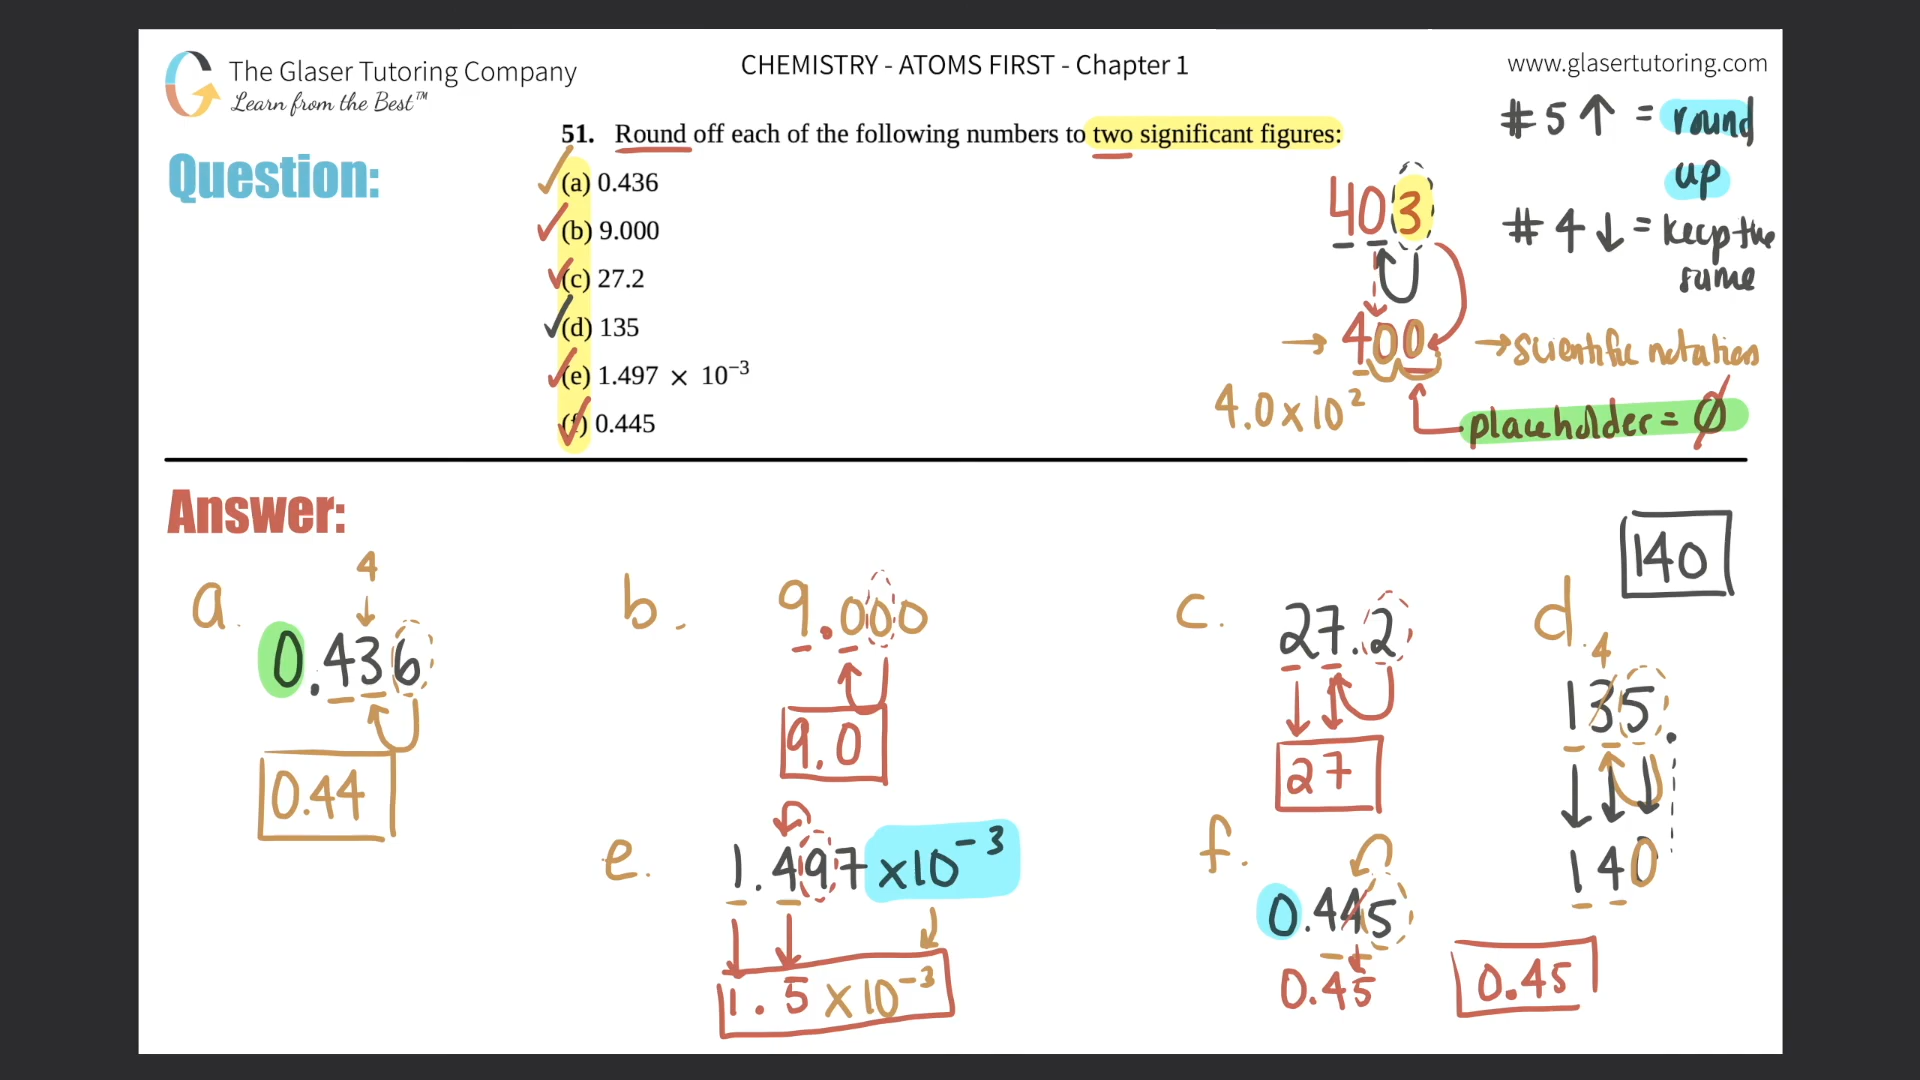 The Glaser Tutoring Company
Learn from the Best™
CHEMISTRY - ATOMS FIRST - Chapter 1
www.glasertutoring.com
Question:
51. Round off each of the following numbers to two significant figures:
(a) 0.436
(b) 9.000
(c) 27.2
(d) 135
(e) 1.497 × 10⁻³
(f) 0.445
# 5 ↑ = round
up
# 4 ↓ = keep the
same
403
→ 400 → scientific notation
4.0 x 10²
placeholder = 0
Answer:
a.
4
0.436
0.44
b.
9.000
9.0
c.
27.2
27
d.
140
4
135.
140
e.
1.497 x10⁻³
1.5 x10⁻³
f.
0.445
0.45
0.45